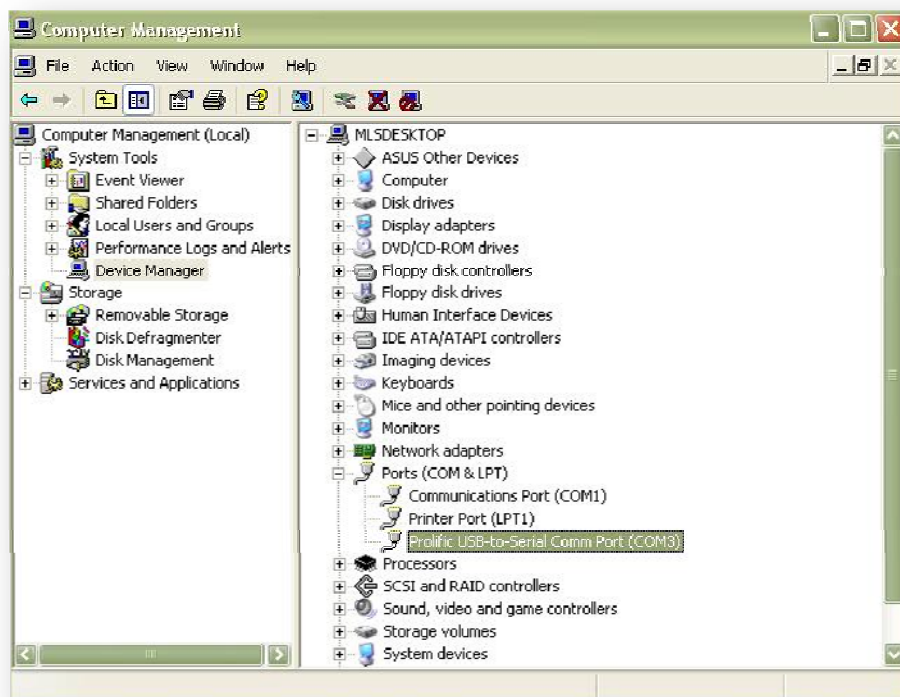 Computer Management
File Action View Window Help
Computer Management (Local)
System Tools
Event Viewer
Shared Folders
Local Users and Groups
Performance Logs and Alerts
Device Manager
Storage
Removable Storage
Disk Defragmenter
Disk Management
Services and Applications
MLSDESKTOP
ASUS Other Devices
Computer
Disk drives
Display adapters
DVD/CD-ROM drives
Floppy disk controllers
Floppy disk drives
Human Interface Devices
IDE ATA/ATAPI controllers
Imaging devices
Keyboards
Mice and other pointing devices
Monitors
Network adapters
Ports (COM & LPT)
Communications Port (COM1)
Printer Port (LPT1)
Prolific USB-to-Serial Comm Port (COM3)
Processors
SCSI and RAID controllers
Sound, video and game controllers
Storage volumes
System devices